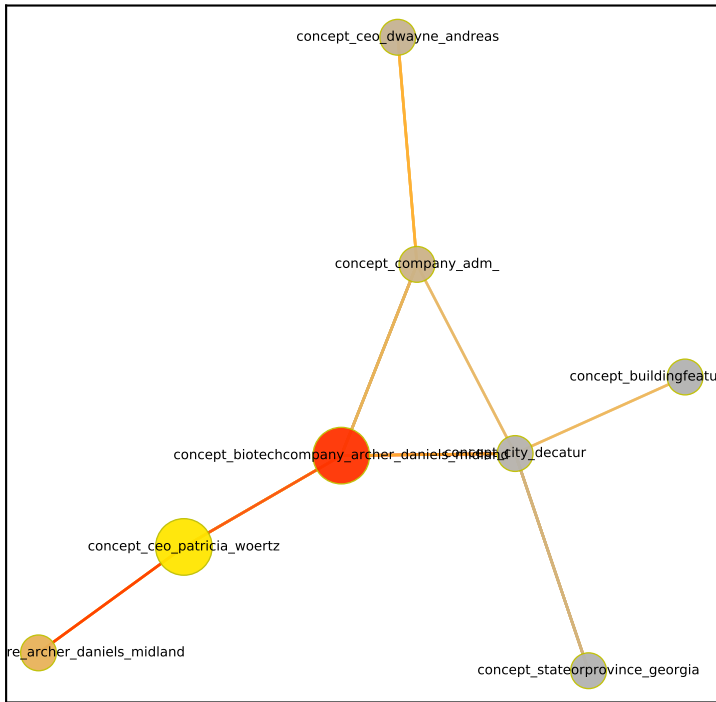 concept_ceo_dwayne_andreas
concept_company_adm_
concept_buildingfeatu
concept_biotechcompany_archer_daniels_midland
concept_city_decatur
concept_ceo_patricia_woertz
re_archer_daniels_midland
concept_stateorprovince_georgia